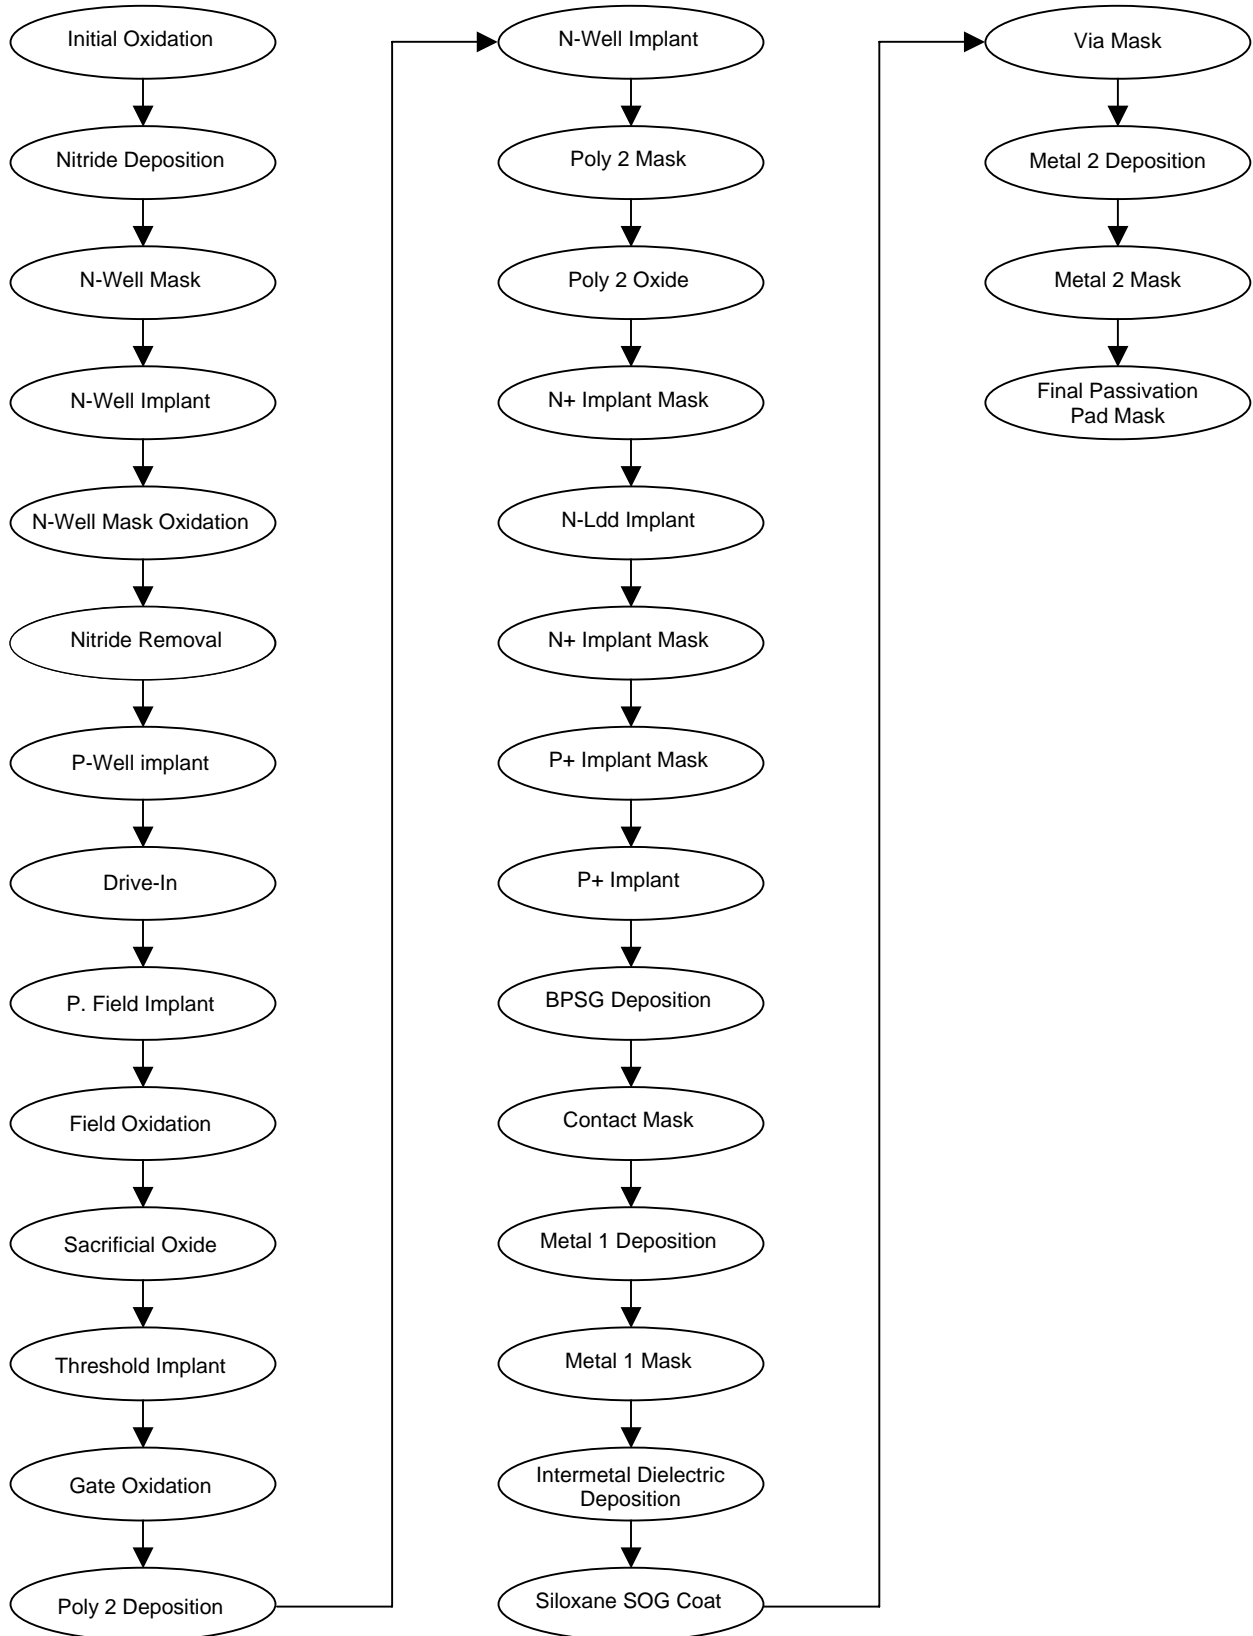 Initial Oxidation
Nitride Deposition
N-Well Mask
N-Well Implant
N-Well Mask Oxidation
Nitride Removal
P-Well implant
Drive-In
P. Field Implant
Field Oxidation
Sacrificial Oxide
Threshold Implant
Gate Oxidation
Poly 2 Deposition
N-Well Implant
Poly 2 Mask
Poly 2 Oxide
N+ Implant Mask
N-Ldd Implant
N+ Implant Mask
P+ Implant Mask
P+ Implant
BPSG Deposition
Contact Mask
Metal 1 Deposition
Metal 1 Mask
Intermetal Dielectric
Deposition
Siloxane SOG Coat
Via Mask
Metal 2 Deposition
Metal 2 Mask
Final Passivation
Pad Mask